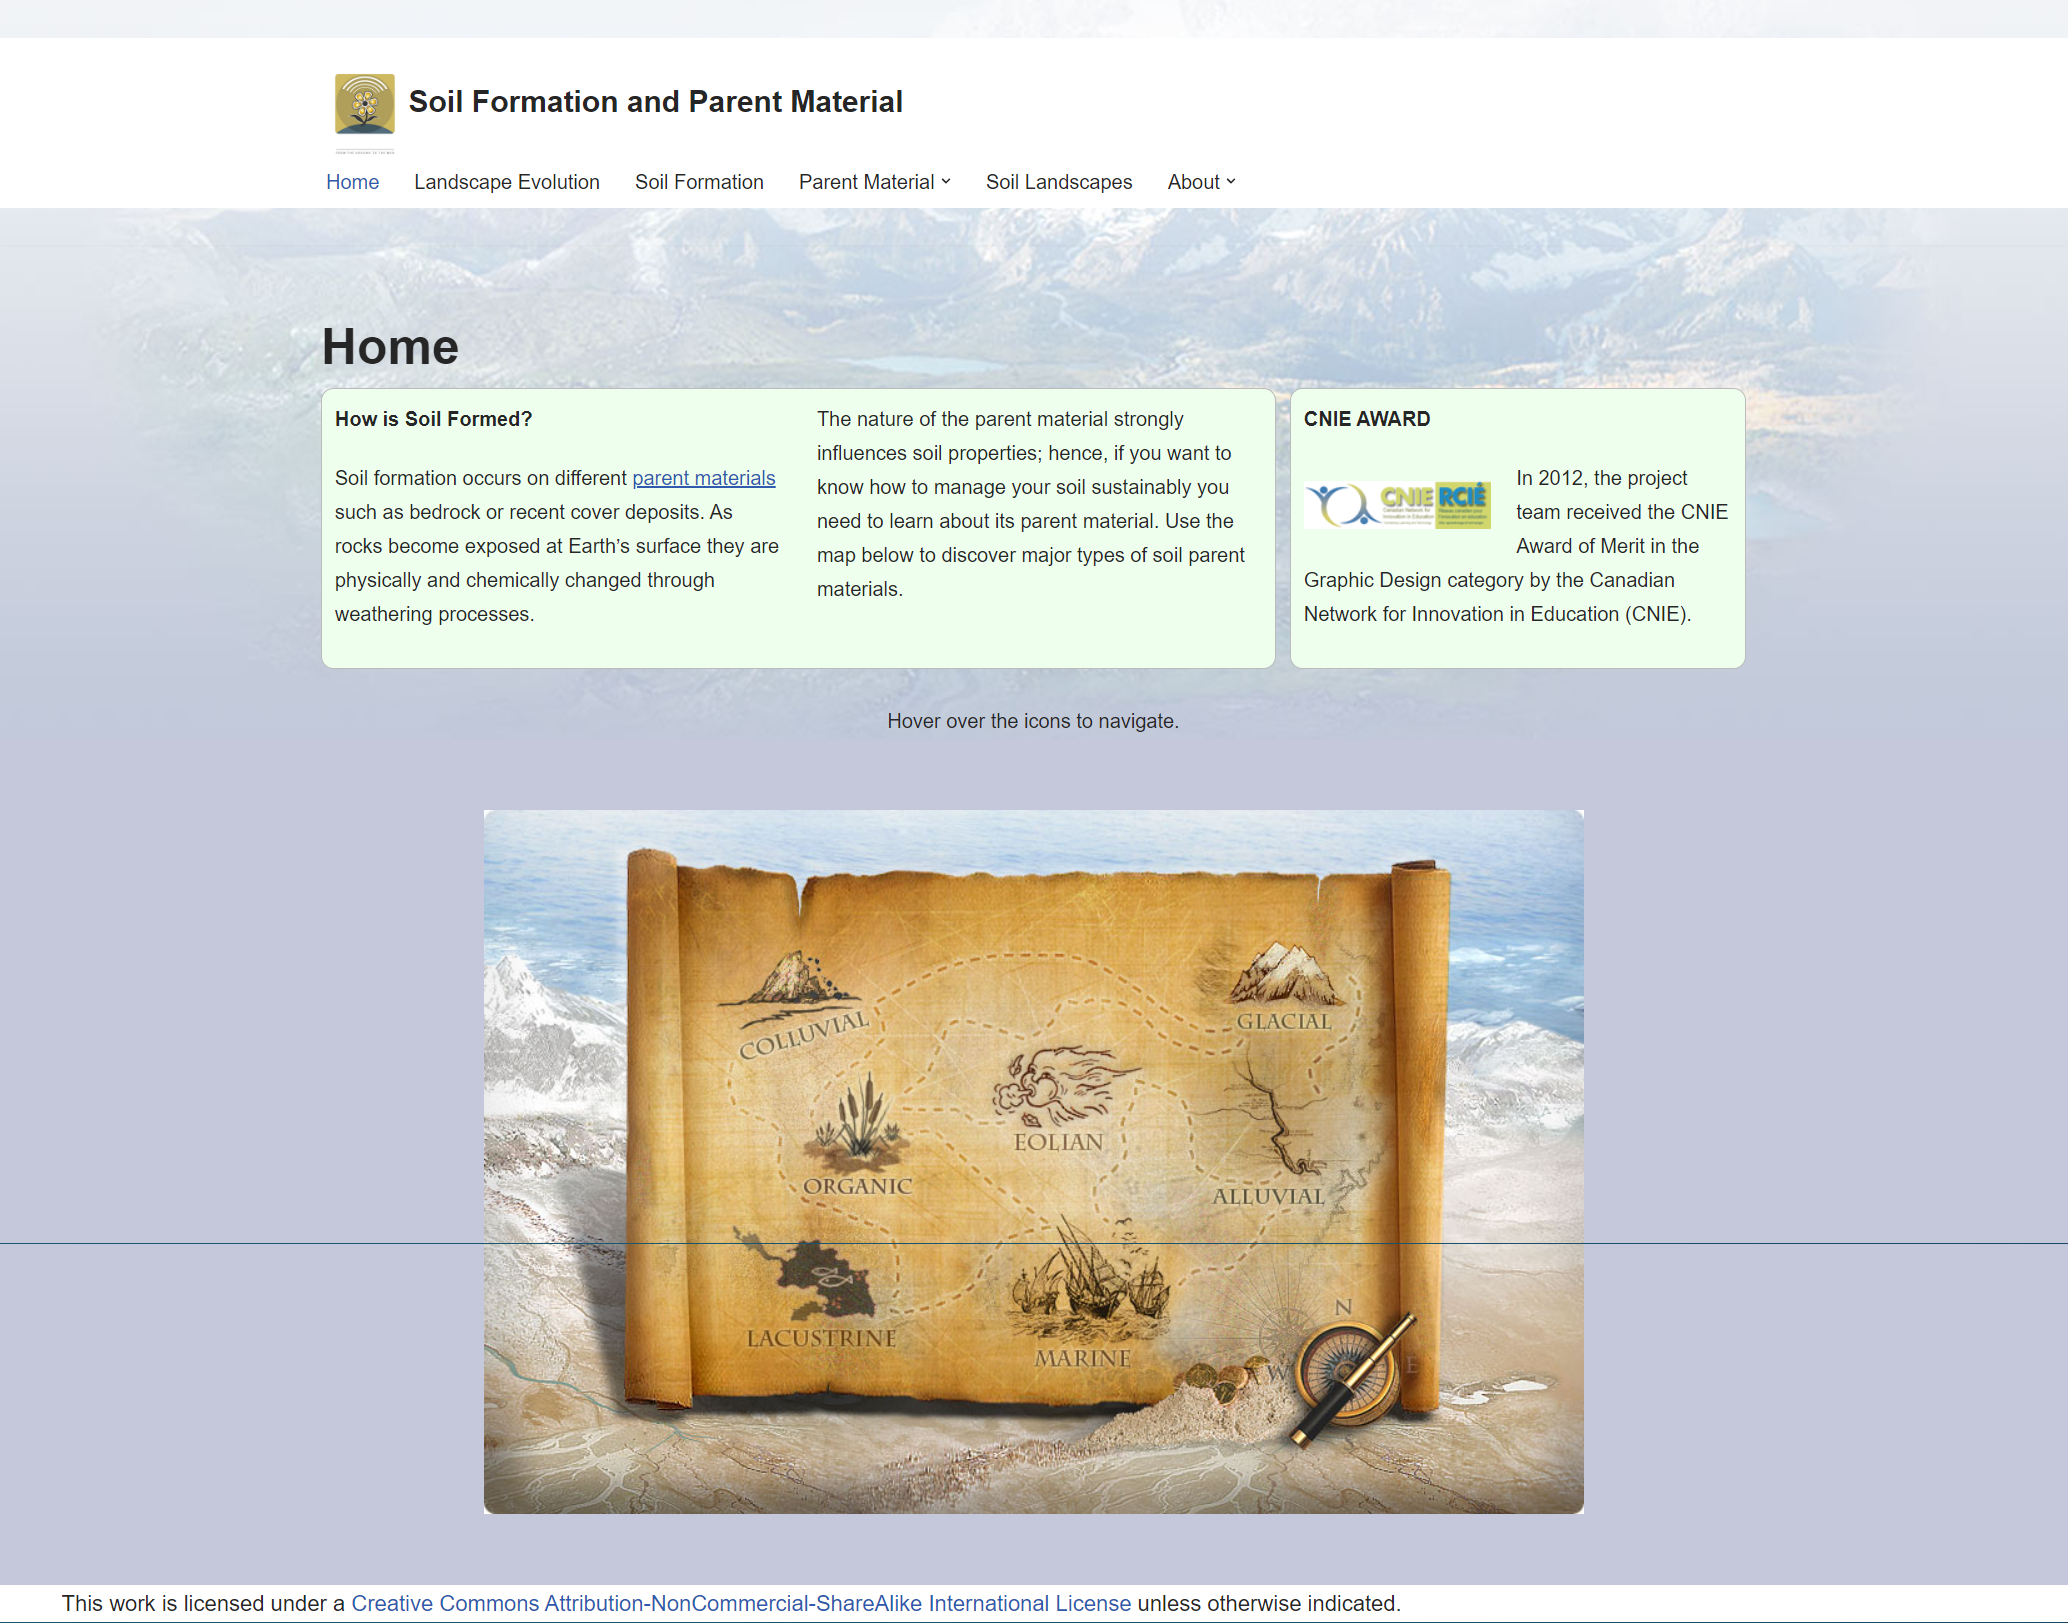 Soil Formation and Parent Material
Home
Landscape Evolution
Soil Formation
Parent Material
Soil Landscapes
About
Home
How is Soil Formed?
Soil formation occurs on different parent materials
such as bedrock or recent cover deposits. As
rocks become exposed at Earth’s surface they are
physically and chemically changed through
weathering processes.
The nature of the parent material strongly
influences soil properties; hence, if you want to
know how to manage your soil sustainably you
need to learn about its parent material. Use the
map below to discover major types of soil parent
materials.
CNIE AWARD
CNIE RCIÉ
In 2012, the project
team received the CNIE
Award of Merit in the
Graphic Design category by the Canadian
Network for Innovation in Education (CNIE).
Hover over the icons to navigate.
COLLUVIAL
GLACIAL
EOLIAN
ORGANIC
ALLUVIAL
LACUSTRINE
MARINE
N
W
E
This work is licensed under a Creative Commons Attribution-NonCommercial-ShareAlike International License unless otherwise indicated.